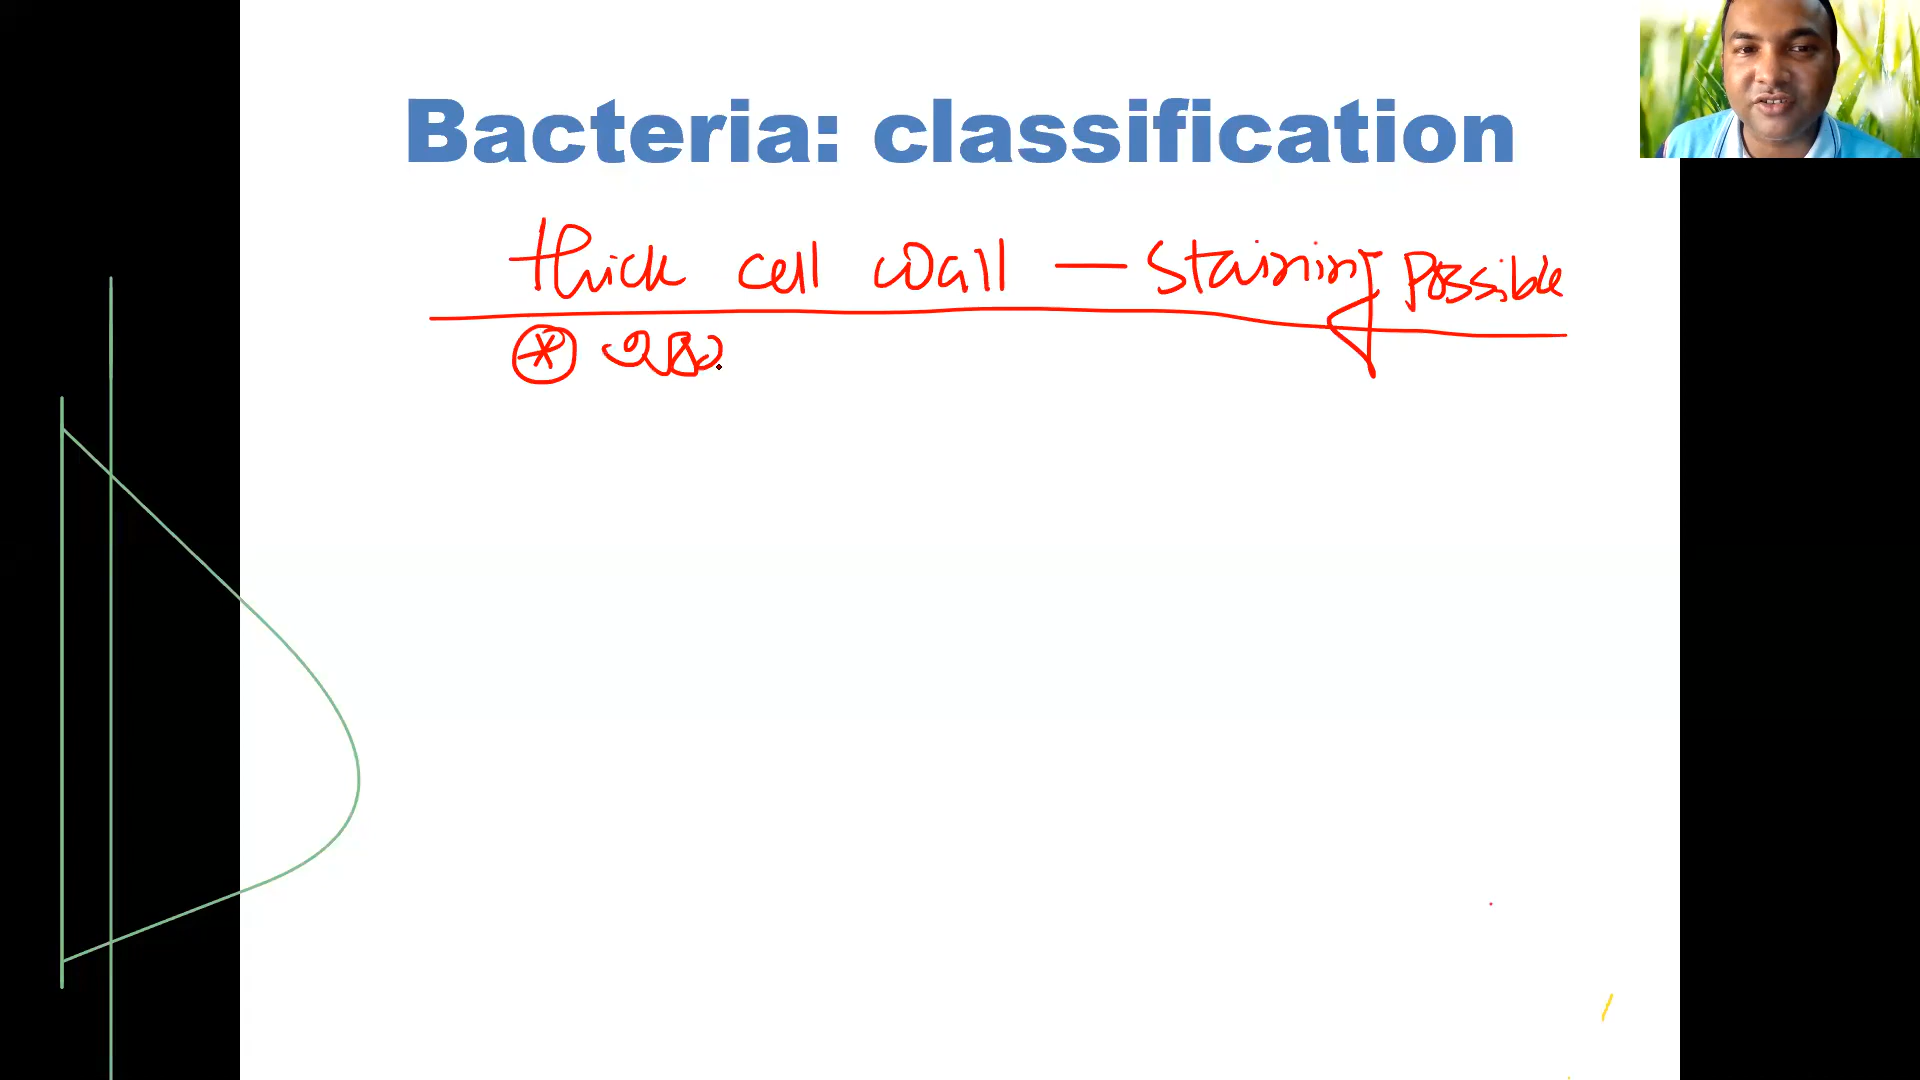 Bacteria: classification
thick cell wall — staining possible